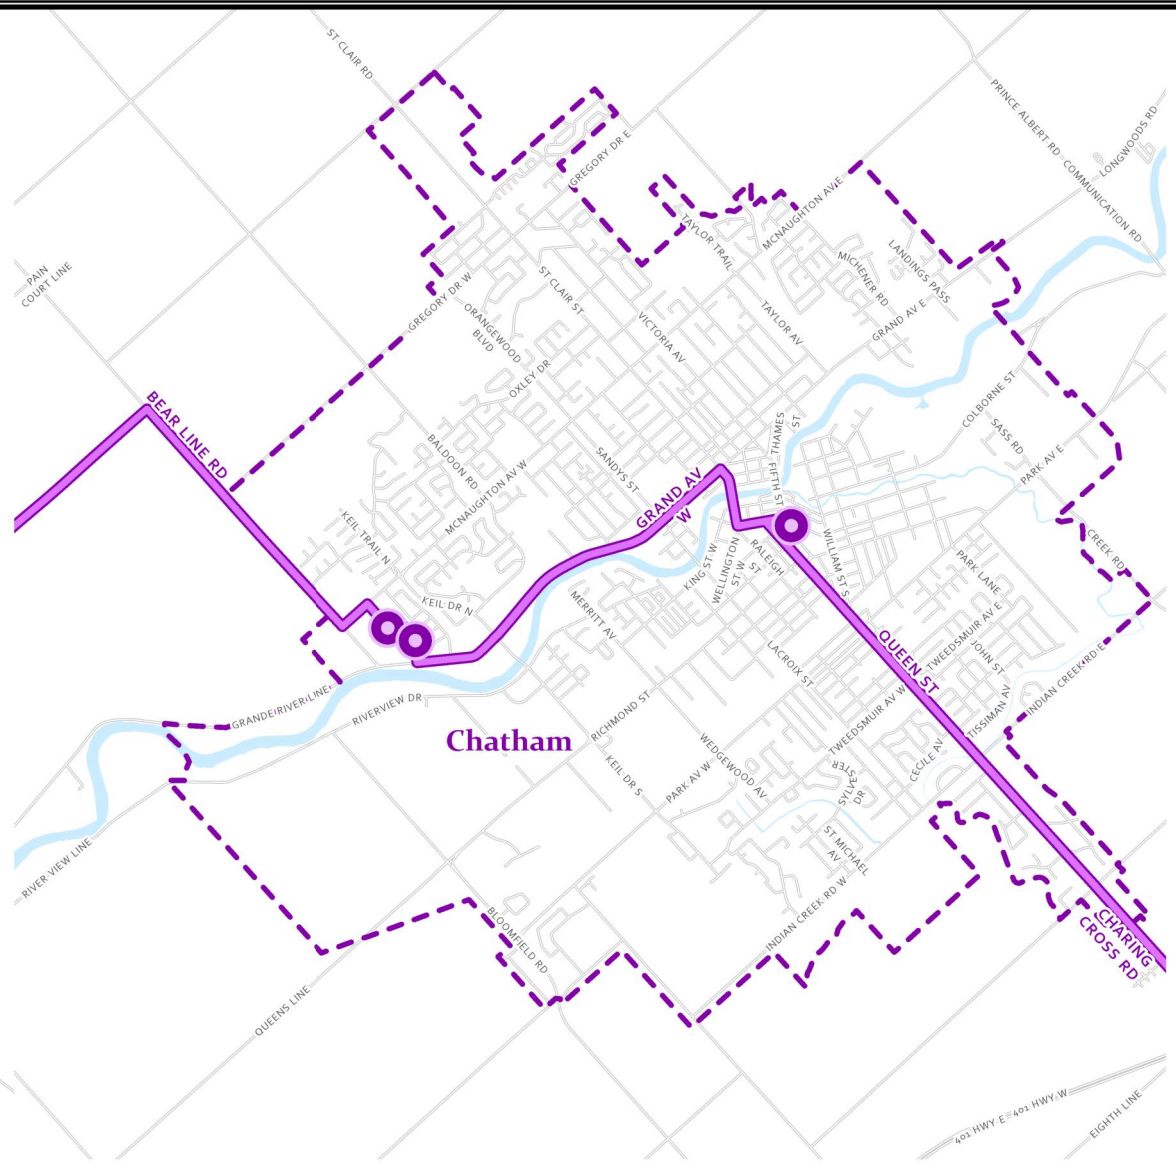 ST CLAIR RD
PRINCE ALBERT RD - COMMUNICATION RD
LONGWOODS RD
GREGORY DR E
MCNAUGHTON AV E
TAYLOR TRAIL
LANDINGS PASS
MICHENER RD
PAIN
COURT LINE
GREGORY DR W
ST CLAIR ST
ORANGEWOOD
BLVD
VICTORIA AV
TAYLOR AV
GRAND AV E
OXLEY DR
COLBORNE ST
SASS RD
PARK AV E
BEAR LINE RD
BALDOON RD
MCNAUGHTON AV W
SANDYS ST
GRAND AV
W
THAMES
ST
FIFTH ST
KEIL TRAIL N
KING ST W
WELLINGTON
ST W
RALEIGH
ST
WILLIAM ST S
CREEK RD
PARK LANE
KEIL DR N
MERRITT AV
LACROIX ST
QUEEN ST
TWEEDSMUIR AV E
JOHN ST
INDIAN CREEK RD E
TISSIMAN AV
GRANDE RIVER LINE
RIVERVIEW DR
RICHMOND ST
TWEEDSMUIR AV W
Chatham
WEDGEWOOD AV
CECILE AV
KEIL DR S
PARK AV W
SYLVE
STER
DR
ST MICHAEL
AV
RIVER VIEW LINE
INDIAN CREEK RD W
BLOOMFIELD RD
CHARING
CROSS RD
QUEENS LINE
401 HWY E - 401 HWY W
EIGHTH LINE